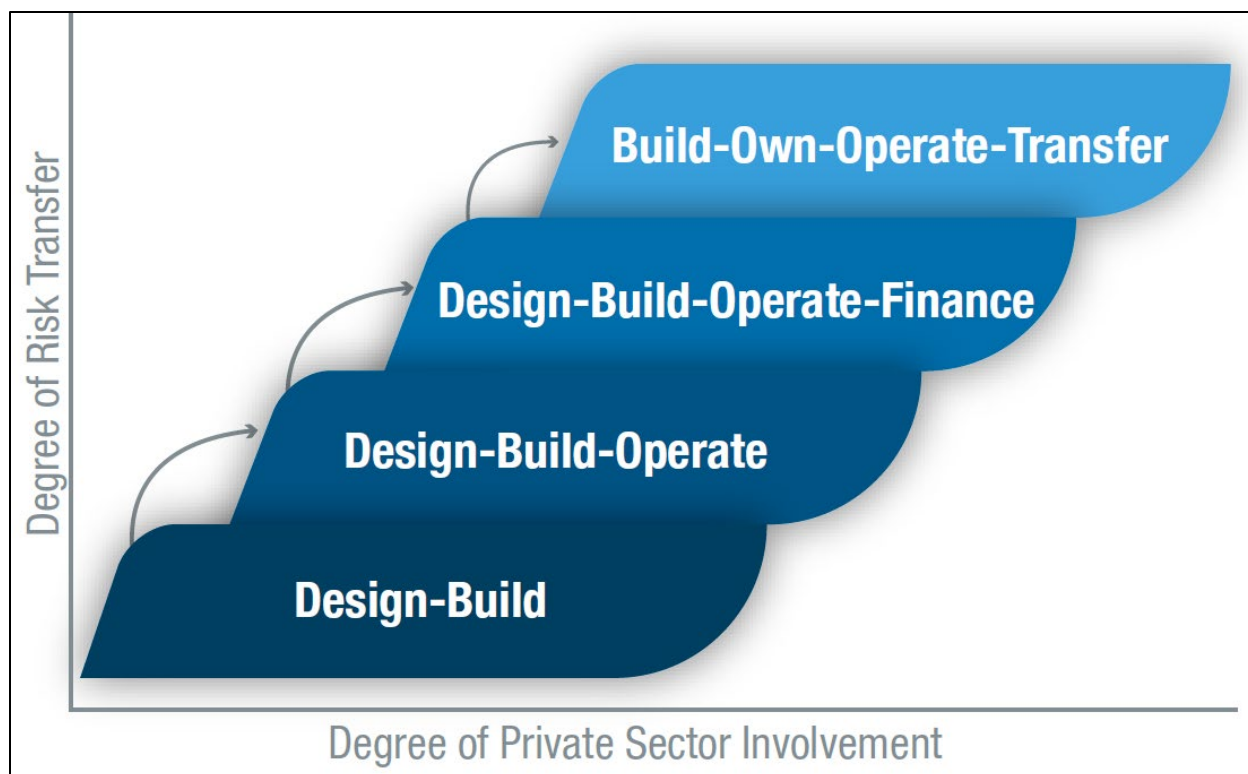 Degree of Risk Transfer
Build-Own-Operate-Transfer
Design-Build-Operate-Finance
Design-Build-Operate
Design-Build
Degree of Private Sector Involvement